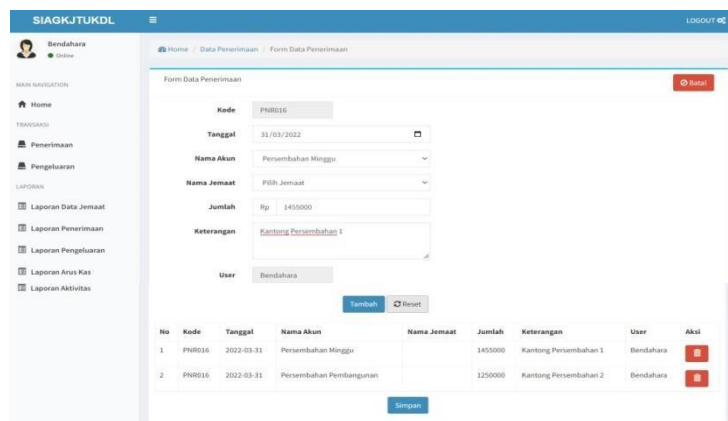 SIAGKJTUKDL
LOGOUT
Bendahara
Online
Home / Data Penerimaan / Form Data Penerimaan
MAIN NAVIGATION
Home
TRANSAKSI
Penerimaan
Pengeluaran
LAPORAN
Laporan Data Jemaat
Laporan Penerimaan
Laporan Pengeluaran
Laporan Arus Kas
Laporan Aktivitas
Form Data Penerimaan
Batal
Kode PNR016
Tanggal 31/03/2022
Nama Akun Persembahan Minggu
Nama Jemaat Pilih Jemaat
Jumlah Rp 1455000
Keterangan Kantong Persembahan 1
User Bendahara
Tambah Reset
No Kode Tanggal Nama Akun Nama Jemaat Jumlah Keterangan User Aksi
1 PNR016 2022-03-31 Persembahan Minggu 1455000 Kantong Persembahan 1 Bendahara
2 PNR016 2022-03-31 Persembahan Pembangunan 1250000 Kantong Persembahan 2 Bendahara
Simpan